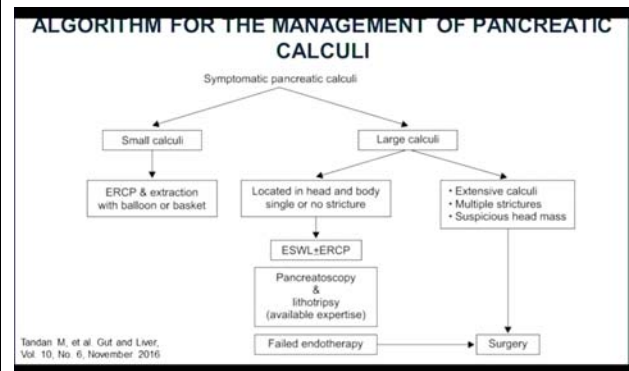 ALGORITHM FOR THE MANAGEMENT OF PANCREATIC
CALCULI
Symptomatic pancreatic calculi
Small calculi
Large calculi
ERCP & extraction
with balloon or basket
Located in head and body
single or no stricture
• Extensive calculi
• Multiple strictures
• Suspicious head mass
ESWL±ERCP
Pancreatoscopy
&
lithotripsy
(available expertise)
Failed endotherapy
Surgery
Tandan M, et al. Gut and Liver,
Vol. 10, No. 6, November 2016